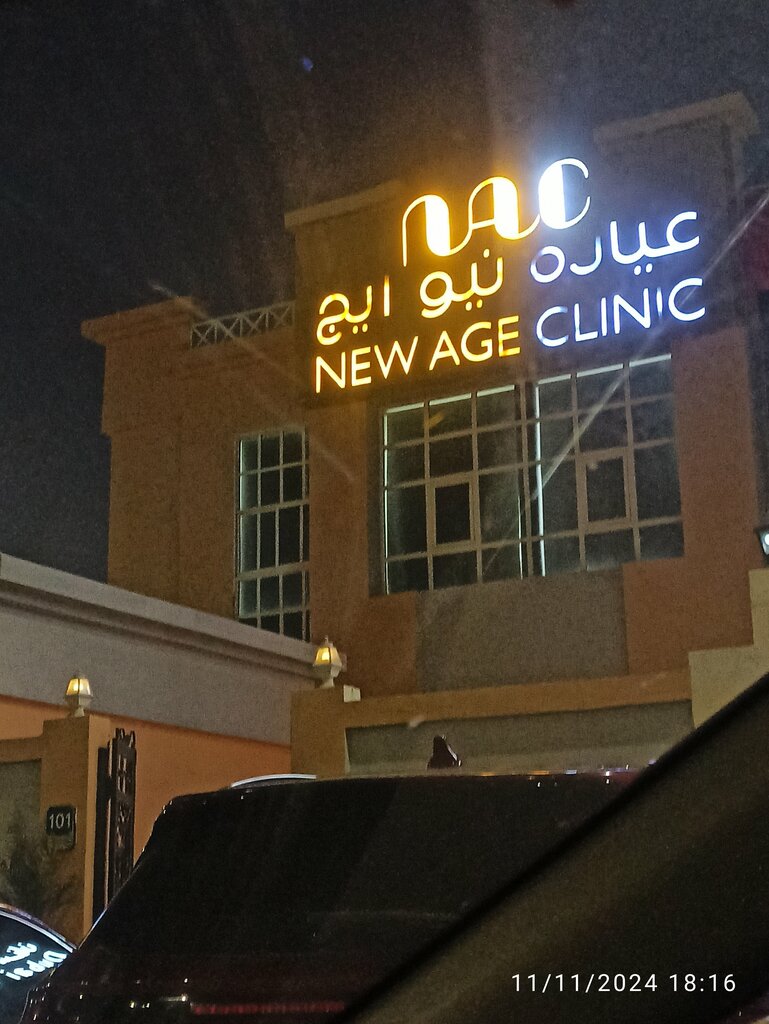 NAC
عيادة نيو ايج
NEW AGE CLINIC
101
11/11/2024 18:16